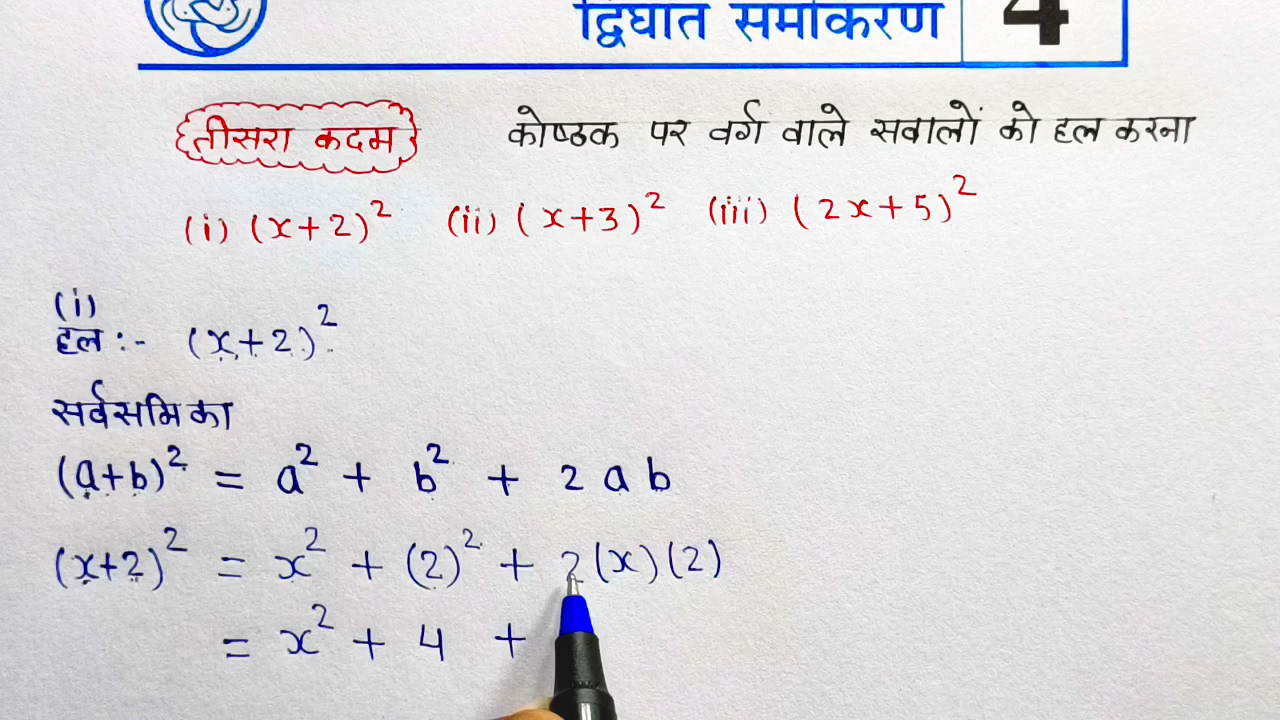 द्विघात समीकरण 4
तीसरा कदम कोष्ठक पर वर्ग वाले सवालों को हल करना
(i) (x+2)² (ii) (x+3)² (iii) (2x+5)²
(i)
हल :- (x+2)²
सर्वसमिका
(a+b)² = a² + b² + 2ab
(x+2)² = x² + (2)² + 2(x)(2)
= x² + 4 +